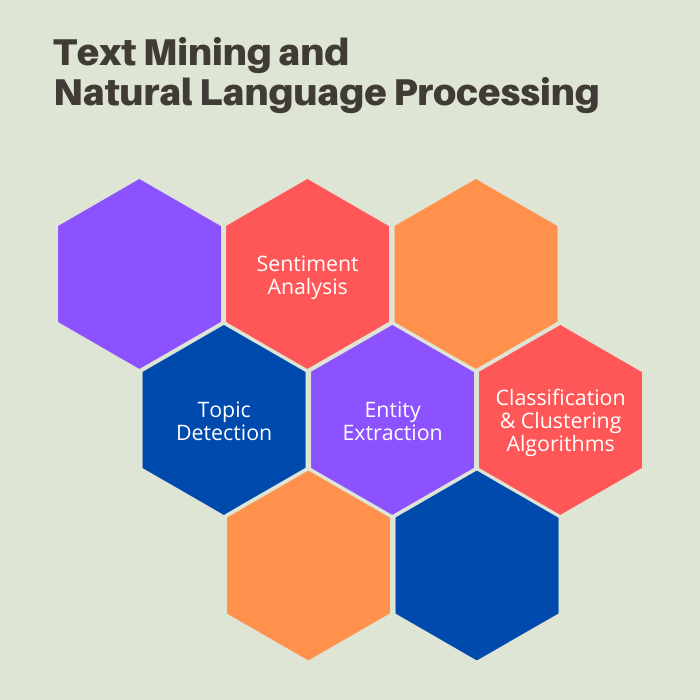 Text Mining and
Natural Language Processing
Sentiment
Analysis
Topic
Detection
Entity
Extraction
Classification
& Clustering
Algorithms